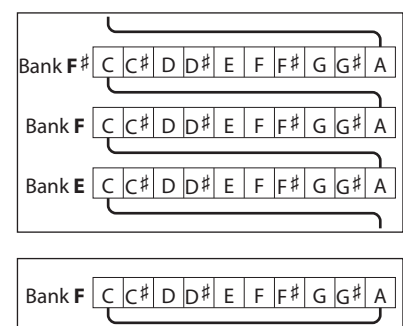 Bank F♯ C C♯ D D♯ E F F♯ G G♯ A
Bank F C C♯ D D♯ E F F♯ G G♯ A
Bank E C C♯ D D♯ E F F♯ G G♯ A
Bank F C C♯ D D♯ E F F♯ G G♯ A